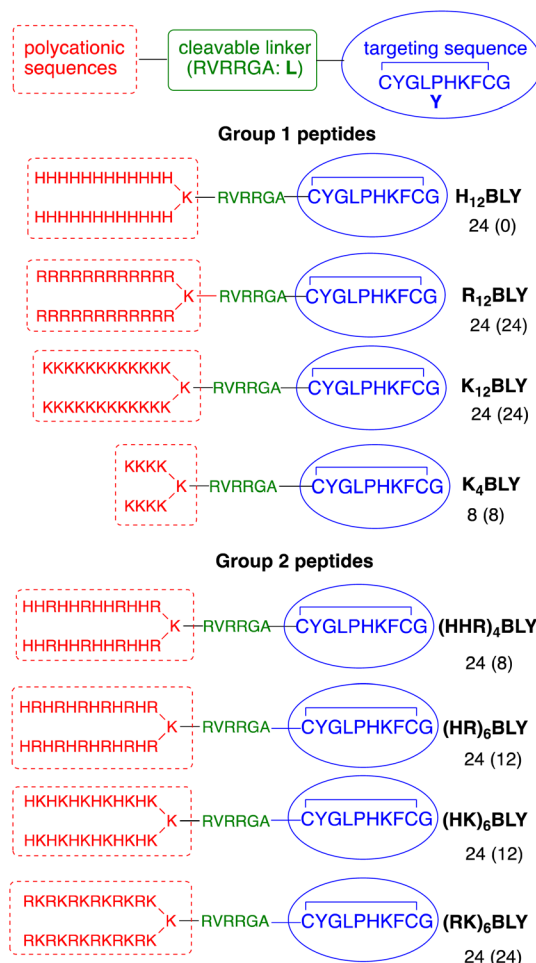 polycationic sequences
cleavable linker (RVRRGA: L)
targeting sequence
CYGLPHKFCG
Y
Group 1 peptides
HHHHHHHHHHHH
HHHHHHHHHHHH
K RVRRGA CYGLPHKFCG H12BLY
24 (0)
RRRRRRRRRRRR
RRRRRRRRRRRR
K RVRRGA CYGLPHKFCG R12BLY
24 (24)
KKKKKKKKKKKK
KKKKKKKKKKKK
K RVRRGA CYGLPHKFCG K12BLY
24 (24)
KKKK
KKKK
K RVRRGA CYGLPHKFCG K4BLY
8 (8)
Group 2 peptides
HHRHHRHHRHHR
HHRHHRHHRHHR
K RVRRGA CYGLPHKFCG (HHR)4BLY
24 (8)
HRHRHRHRHRHR
HRHRHRHRHRHR
K RVRRGA CYGLPHKFCG (HR)6BLY
24 (12)
HKHKHKHKHKHK
HKHKHKHKHKHK
K RVRRGA CYGLPHKFCG (HK)6BLY
24 (12)
RKRKRKRKRKRK
RKRKRKRKRKRK
K RVRRGA CYGLPHKFCG (RK)6BLY
24 (24)